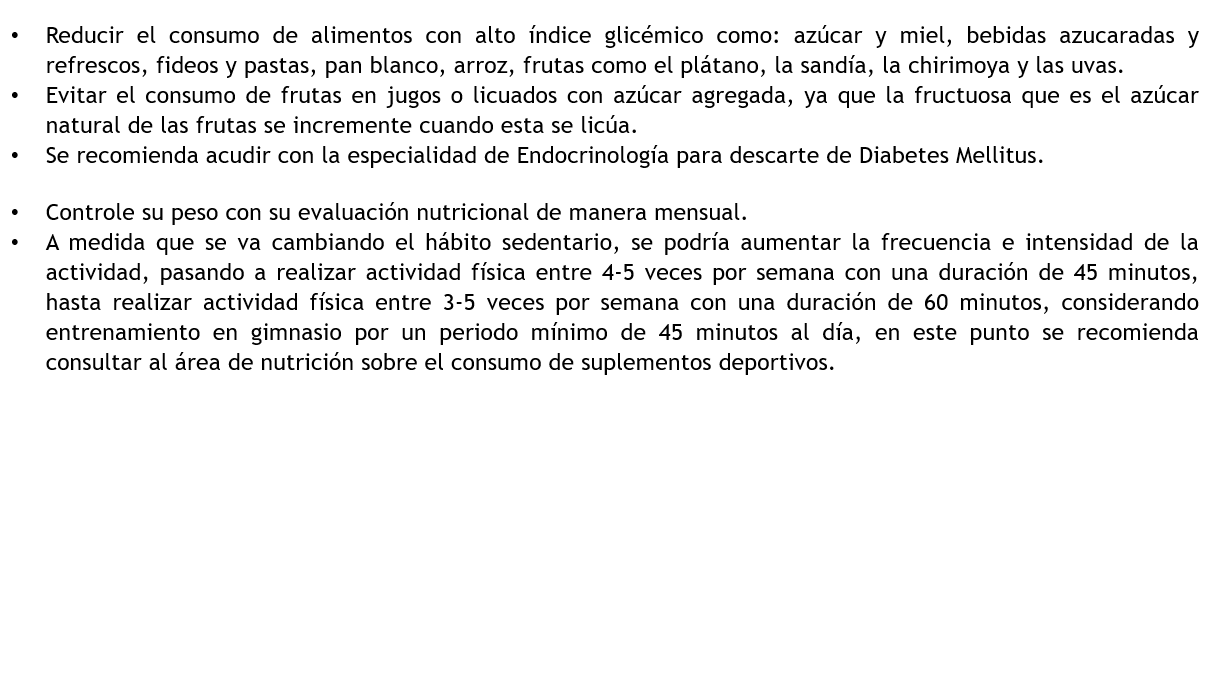 • Reducir el consumo de alimentos con alto índice glicémico como: azúcar y miel, bebidas azucaradas y
refrescos, fideos y pastas, pan blanco, arroz, frutas como el plátano, la sandía, la chirimoya y las uvas.
• Evitar el consumo de frutas en jugos o licuados con azúcar agregada, ya que la fructuosa que es el azúcar
natural de las frutas se incremente cuando esta se licúa.
• Se recomienda acudir con la especialidad de Endocrinología para descarte de Diabetes Mellitus.
• Controle su peso con su evaluación nutricional de manera mensual.
• A medida que se va cambiando el hábito sedentario, se podría aumentar la frecuencia e intensidad de la
actividad, pasando a realizar actividad física entre 4-5 veces por semana con una duración de 45 minutos,
hasta realizar actividad física entre 3-5 veces por semana con una duración de 60 minutos, considerando
entrenamiento en gimnasio por un periodo mínimo de 45 minutos al día, en este punto se recomienda
consultar al área de nutrición sobre el consumo de suplementos deportivos.